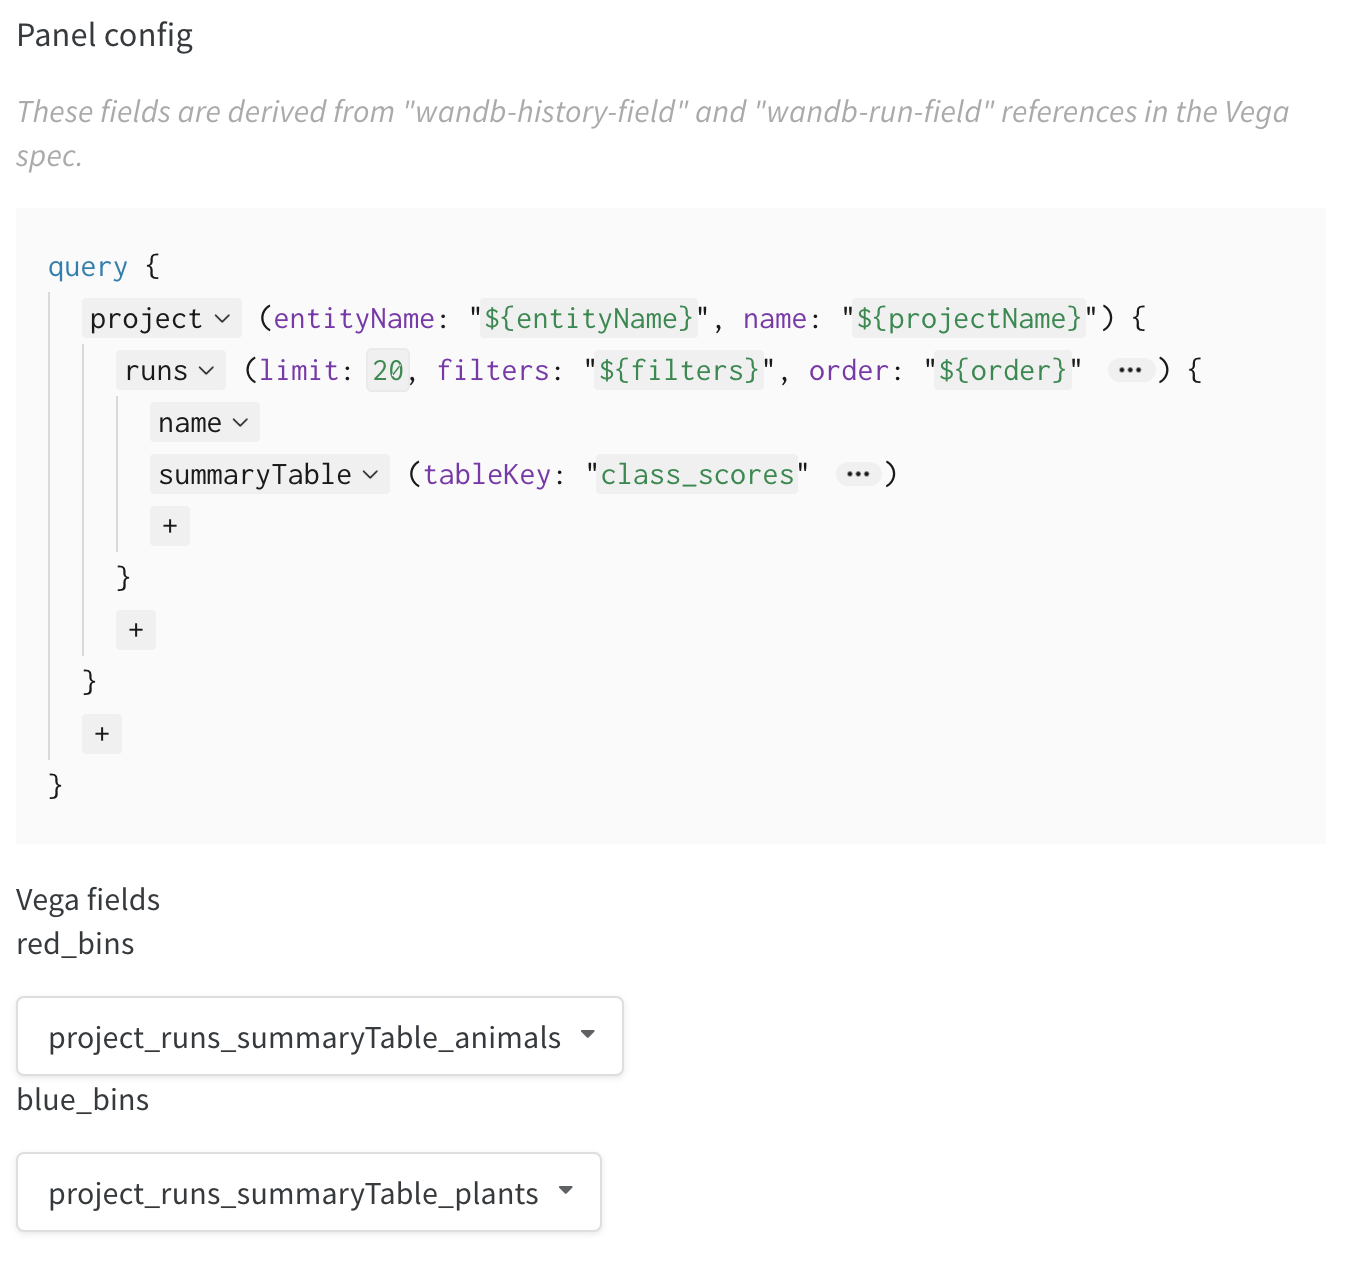 Panel config
These fields are derived from "wandb-history-field" and "wandb-run-field" references in the Vega
spec.
query {
project (entityName: "${entityName}", name: "${projectName}") {
runs (limit: 20, filters: "${filters}", order: "${order}" ···) {
name
summaryTable (tableKey: "class_scores" ···)
+
}
+
}
+
}
Vega fields
red_bins
project_runs_summaryTable_animals
blue_bins
project_runs_summaryTable_plants